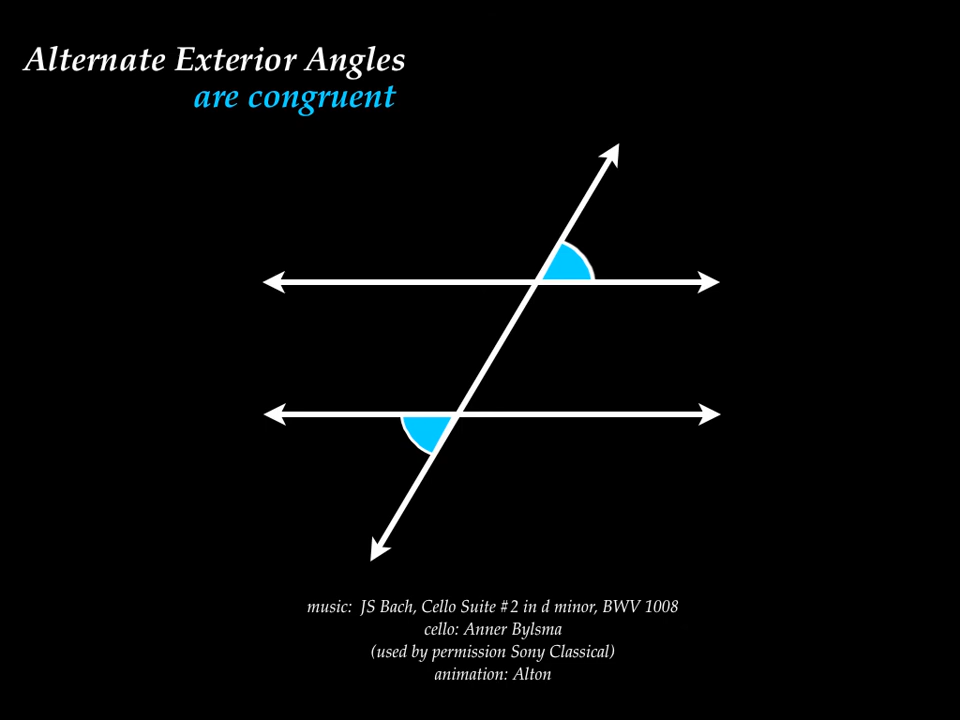 Alternate Exterior Angles
are congruent
music: JS Bach, Cello Suite #2 in d minor, BWV 1008
cello: Anner Bylsma
(used by permission Sony Classical)
animation: Alton